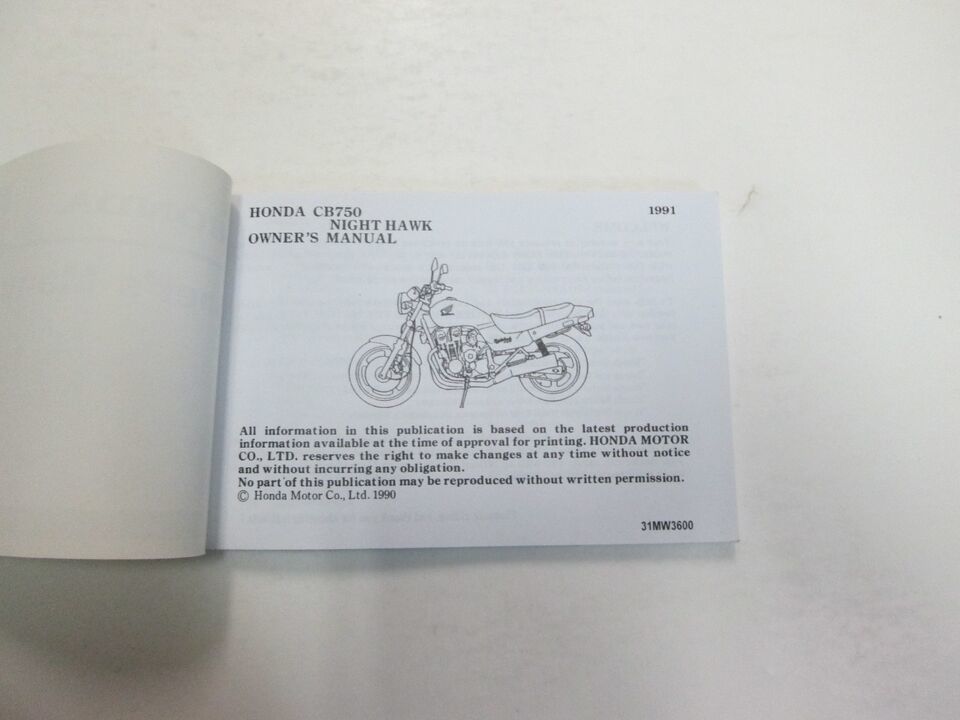 HONDA CB750
NIGHT HAWK
OWNER'S MANUAL
1991
All information in this publication is based on the latest production
information available at the time of approval for printing. HONDA MOTOR
CO., LTD. reserves the right to make changes at any time without notice
and without incurring any obligation.
No part of this publication may be reproduced without written permission.
© Honda Motor Co., Ltd. 1990
31MW3600